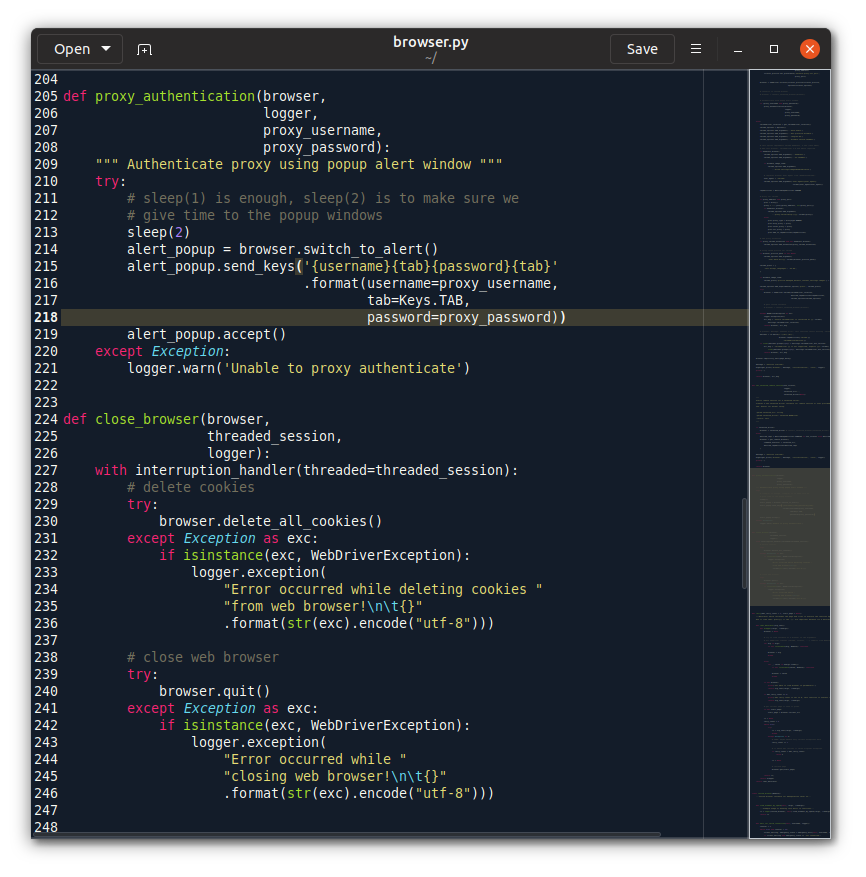 Open
browser.py
~/
Save
204
205 def proxy_authentication(browser,
206                          logger,
207                          proxy_username,
208                          proxy_password):
209     """ Authenticate proxy using popup alert window """
210     try:
211         # sleep(1) is enough, sleep(2) is to make sure we
212         # give time to the popup windows
213         sleep(2)
214         alert_popup = browser.switch_to_alert()
215         alert_popup.send_keys('{username}{tab}{password}{tab}'
216                               .format(username=proxy_username,
217                                       tab=Keys.TAB,
218                                       password=proxy_password))
219         alert_popup.accept()
220     except Exception:
221         logger.warn('Unable to proxy authenticate')
222
223
224 def close_browser(browser,
225                   threaded_session,
226                   logger):
227     with interruption_handler(threaded=threaded_session):
228         # delete cookies
229         try:
230             browser.delete_all_cookies()
231         except Exception as exc:
232             if isinstance(exc, WebDriverException):
233                 logger.exception(
234                     "Error occurred while deleting cookies "
235                     "from web browser!\n\t{}"
236                     .format(str(exc).encode("utf-8")))
237
238         # close web browser
239         try:
240             browser.quit()
241         except Exception as exc:
242             if isinstance(exc, WebDriverException):
243                 logger.exception(
244                     "Error occurred while "
245                     "closing web browser!\n\t{}"
246                     .format(str(exc).encode("utf-8")))
247
248